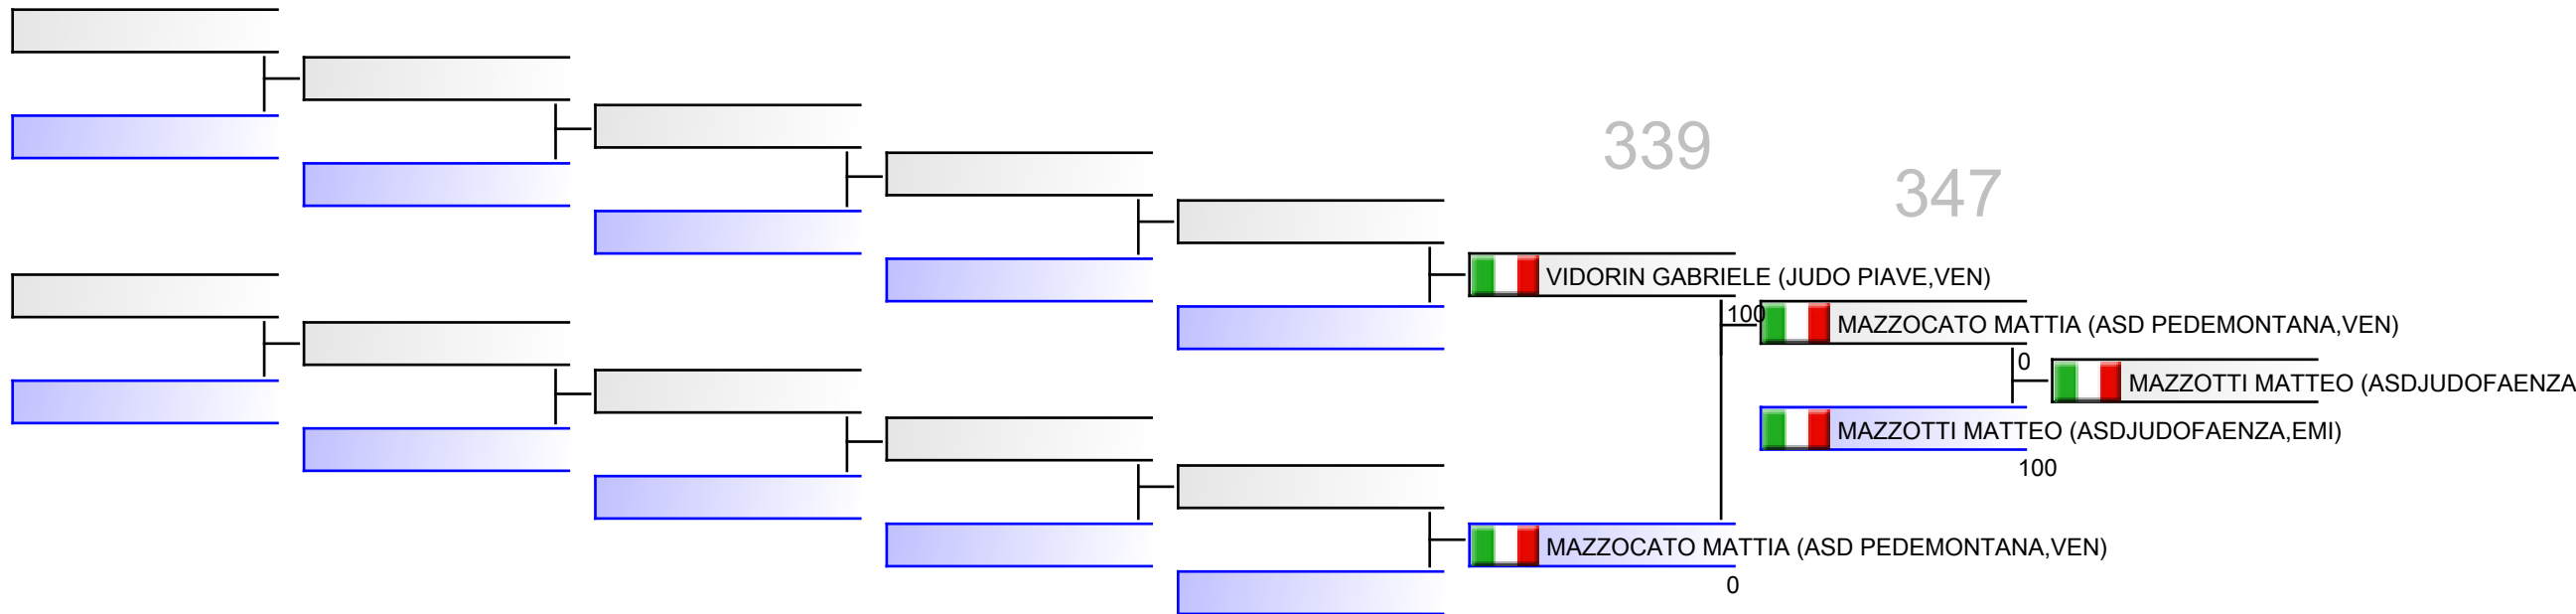 339
347
VIDORIN GABRIELE (JUDO PIAVE,VEN)
100
MAZZOCATO MATTIA (ASD PEDEMONTANA,VEN)
0
MAZZOTTI MATTEO (ASDJUDOFAENZA
MAZZOTTI MATTEO (ASDJUDOFAENZA,EMI)
100
MAZZOCATO MATTIA (ASD PEDEMONTANA,VEN)
0